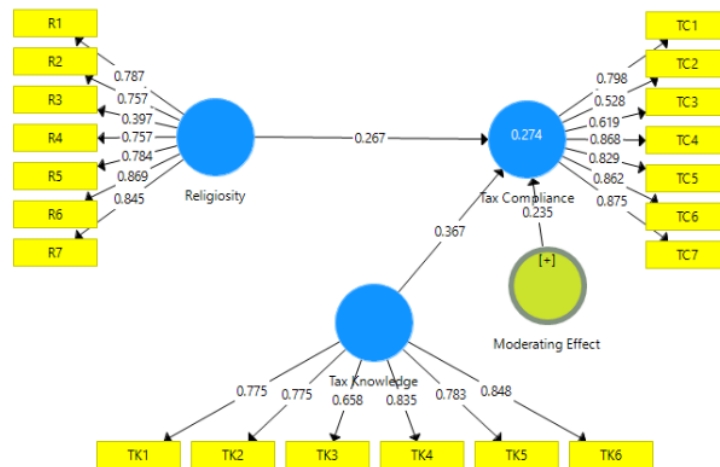 R1
R2
R3
R4
R5
R6
R7
0.787
0.757
0.397
0.757
0.784
0.869
0.845
Religiosity
0.267
0.274
Tax Compliance
TC1
TC2
TC3
TC4
TC5
TC6
TC7
0.798
0.528
0.619
0.868
0.829
0.862
0.875
0.367
0.235
[+]
Moderating Effect
Tax Knowledge
0.775
0.775
0.658
0.835
0.783
0.848
TK1
TK2
TK3
TK4
TK5
TK6